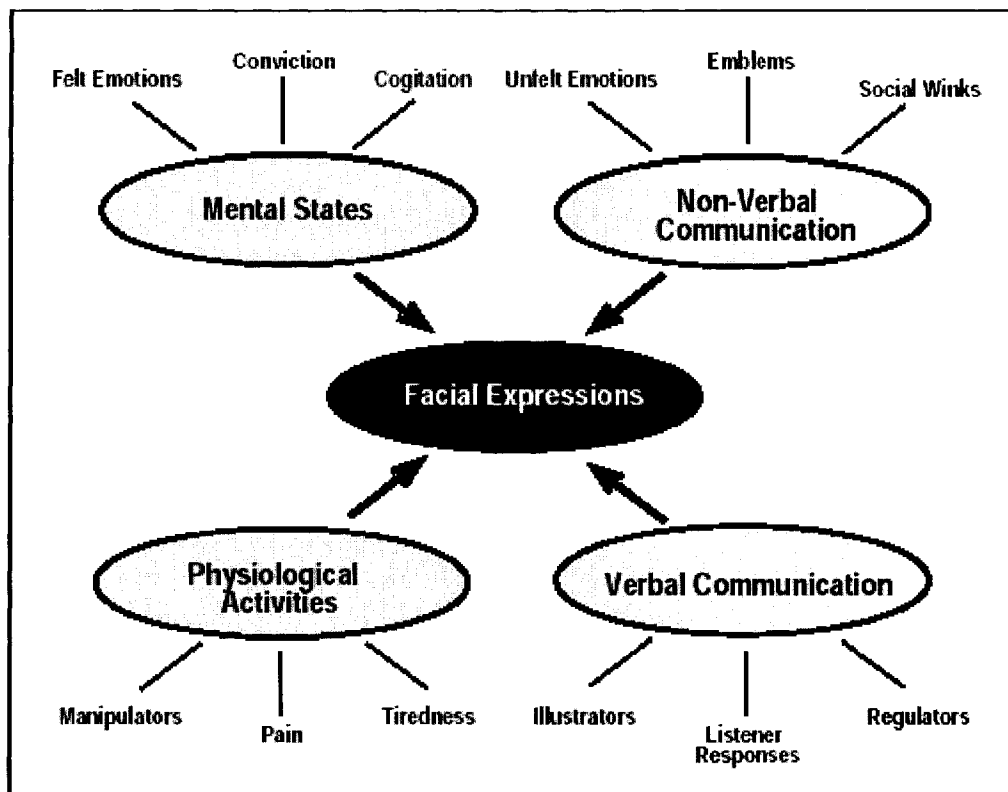 Felt Emotions
Conviction
Cogitation
Unfelt Emotions
Emblems
Social Winks
Mental States
Non-Verbal
Communication
Facial Expressions
Physiological
Activities
Verbal Communication
Manipulators
Pain
Tiredness
Illustrators
Listener
Responses
Regulators